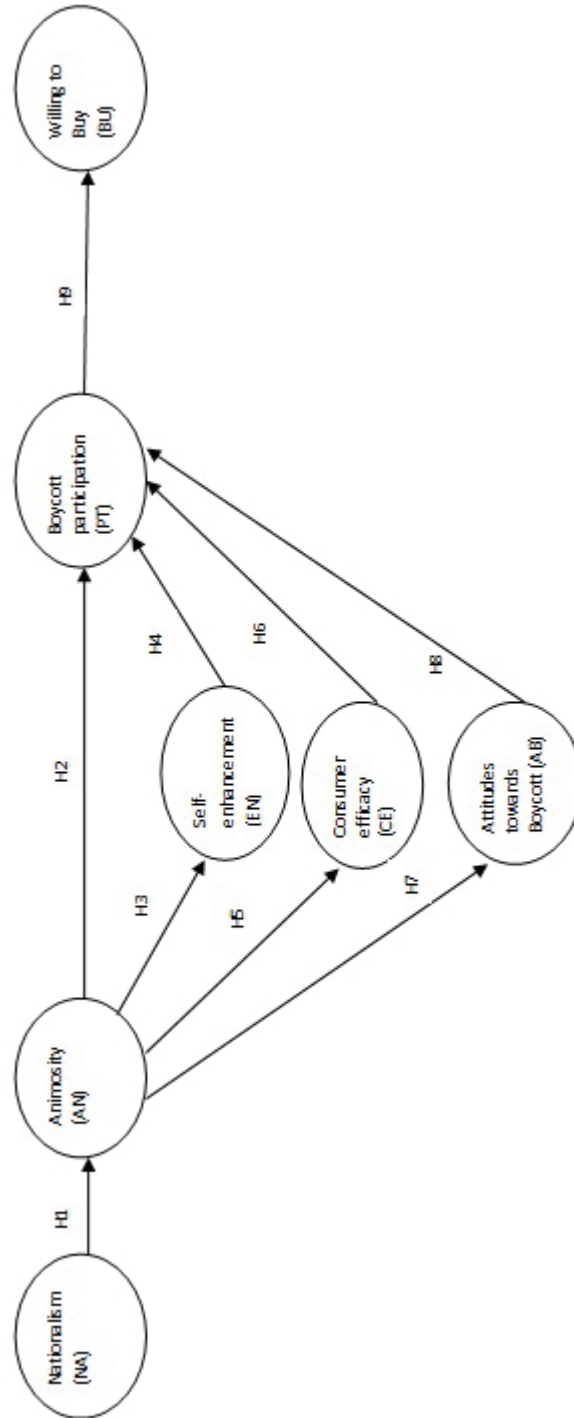 Nationalism
(NA)
H1
Animosity
(AN)
H2
H3
H5
H7
Self-
enhancement
(EN)
Consumer
efficacy
(CE)
Attitudes
towards
Boycott (AB)
H4
H6
H8
Boycott
participation
(PT)
H9
Willing to
Buy
(BU)